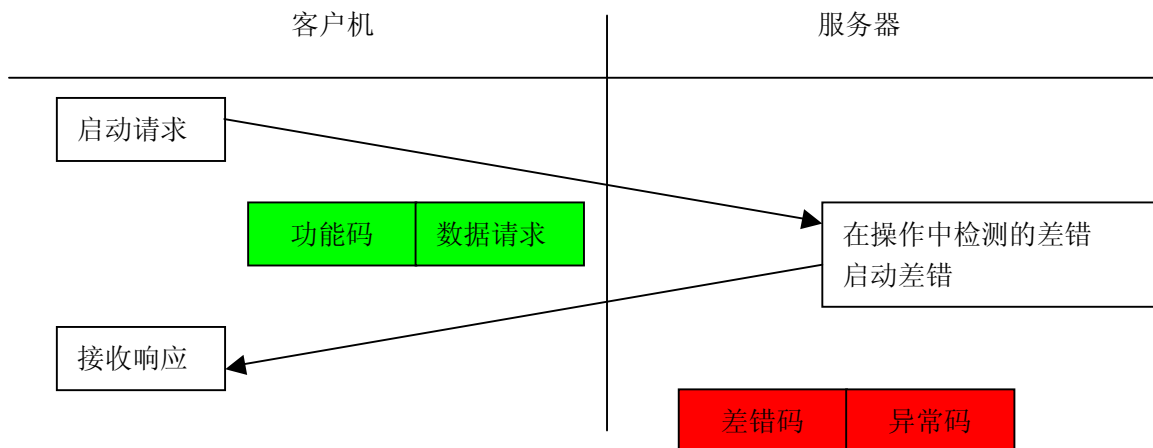 客户机
服务器
启动请求
功能码
数据请求
在操作中检测的差错
启动差错
接收响应
差错码
异常码